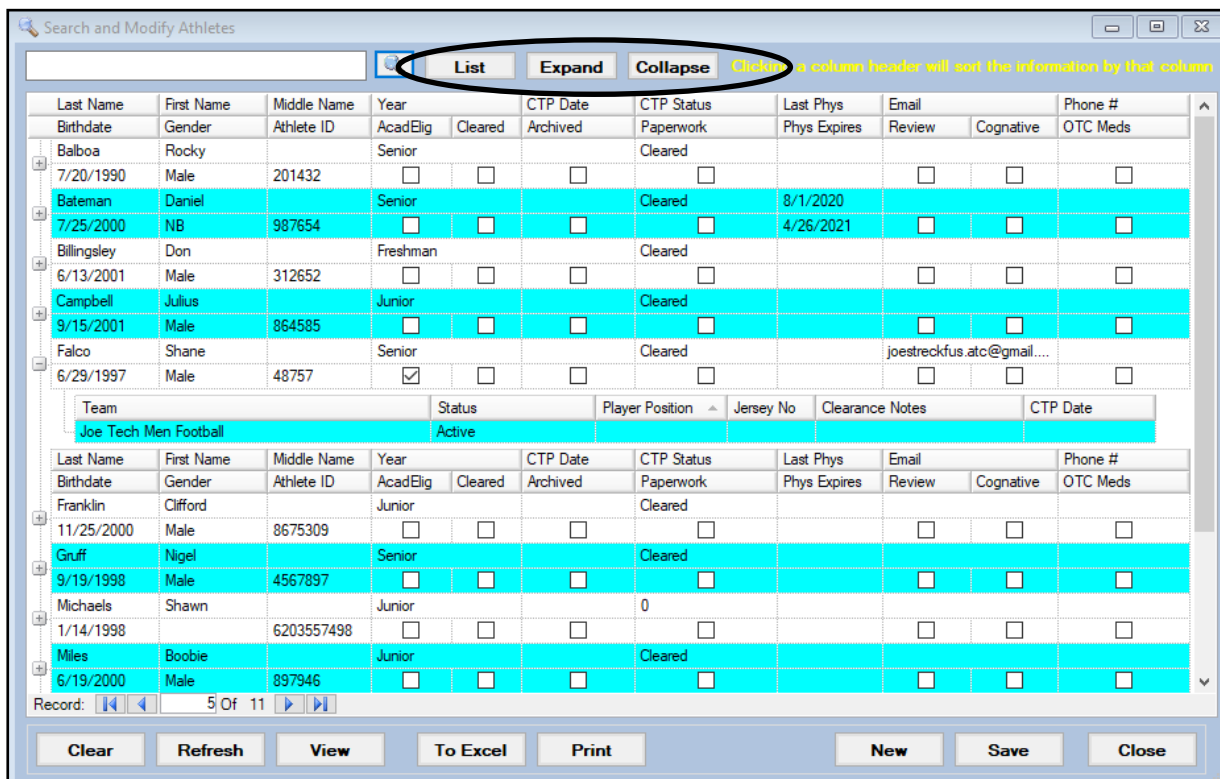 Search and Modify Athletes
List Expand Collapse Clicking a column header will sort the information by that column
Last Name First Name Middle Name Year CTP Date CTP Status Last Phys Email Phone #
Birthdate Gender Athlete ID AcadElig Cleared Archived Paperwork Phys Expires Review Cognative OTC Meds
Balboa Rocky Senior Cleared
7/20/1990 Male 201432
Bateman Daniel Senior Cleared 8/1/2020
7/25/2000 NB 987654 4/26/2021
Billingsley Don Freshman Cleared
6/13/2001 Male 312652
Campbell Julius Junior Cleared
9/15/2001 Male 864585
Falco Shane Senior Cleared joestreckfus.atc@gmail....
6/29/1997 Male 48757
Team Status Player Position Jersey No Clearance Notes CTP Date
Joe Tech Men Football Active
Last Name First Name Middle Name Year CTP Date CTP Status Last Phys Email Phone #
Birthdate Gender Athlete ID AcadElig Cleared Archived Paperwork Phys Expires Review Cognative OTC Meds
Franklin Clifford Junior Cleared
11/25/2000 Male 8675309
Gruff Nigel Senior Cleared
9/19/1998 Male 4567897
Michaels Shawn Junior 0
1/14/1998 6203557498
Miles Boobie Junior Cleared
6/19/2000 Male 897946
Record: 5 Of 11
Clear Refresh View To Excel Print New Save Close